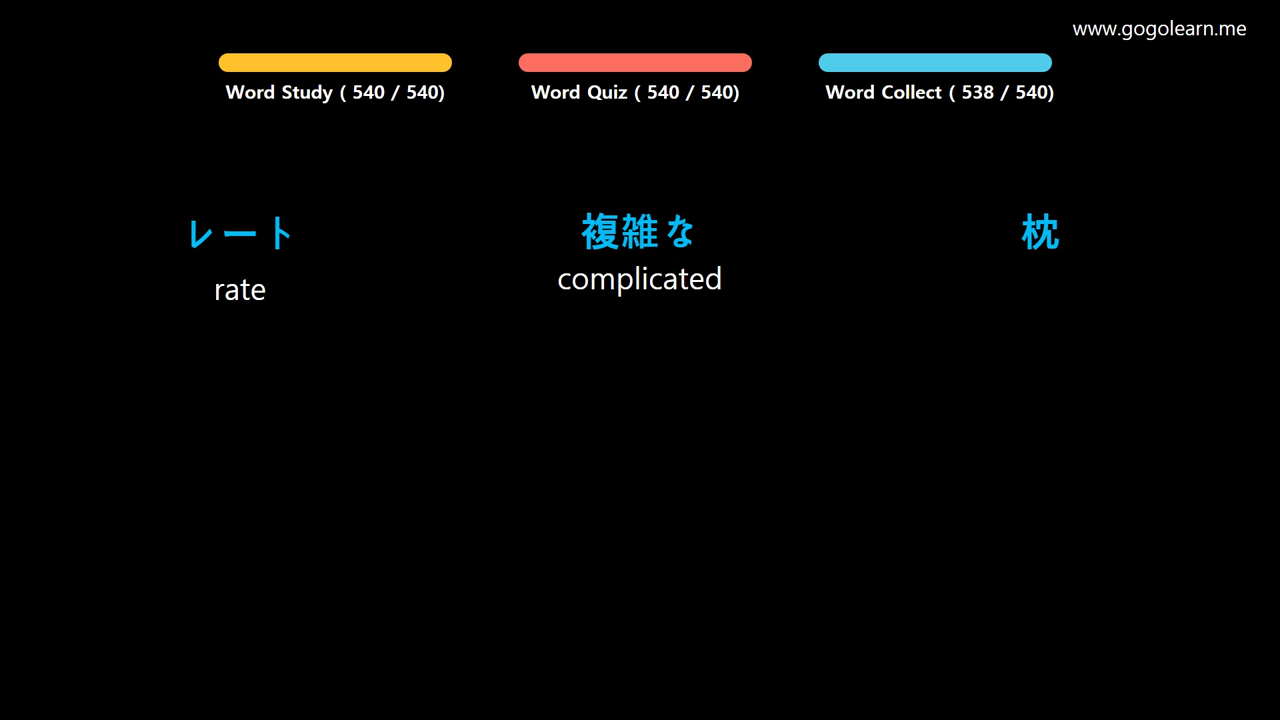 www.gogolearn.me
Word Study ( 540 / 540)
Word Quiz ( 540 / 540)
Word Collect ( 538 / 540)
レート
複雑な
枕
rate
complicated